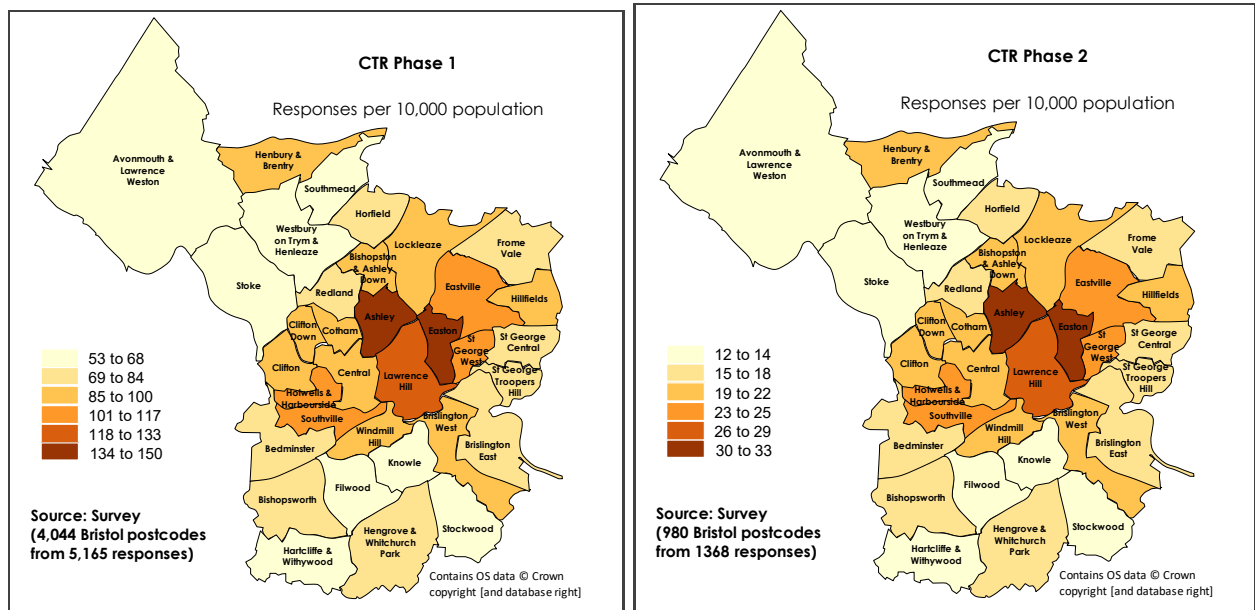 CTR Phase 1
Responses per 10,000 population
Avonmouth &
Lawrence
Weston
Henbury &
Brentry
Southmead
Horfield
Westbury
on Trym &
Henleaze
Lockleaze
Frome
Vale
Bishopston
& Ashley
Down
Stoke
Redland
Eastville
Hillfields
Ashley
Easton
Clifton
Down
Cotham
St
George
West
St George
Central
Clifton
Central
Lawrence
Hill
St George
Troopers
Hill
Hotwells &
Harbourside
Southville
Brislington
West
Windmill
Hill
Bedminster
Brislington
East
Knowle
Filwood
Bishopsworth
Stockwood
Hengrove &
Whitchurch
Park
Hartcliffe &
Withywood
53 to 68
69 to 84
85 to 100
101 to 117
118 to 133
134 to 150
Source: Survey
(4,044 Bristol postcodes
from 5,165 responses)
Contains OS data © Crown
copyright [and database right]
CTR Phase 2
Responses per 10,000 population
Avonmouth &
Lawrence
Weston
Henbury &
Brentry
Southmead
Horfield
Westbury
on Trym &
Henleaze
Lockleaze
Frome
Vale
Bishopston
& Ashley
Down
Stoke
Redland
Eastville
Hillfields
Ashley
Easton
Clifton
Down
Cotham
St
George
West
St George
Central
Clifton
Central
Lawrence
Hill
St George
Troopers
Hill
Hotwells &
Harbourside
Southville
Brislington
West
Windmill
Hill
Bedminster
Brislington
East
Knowle
Filwood
Bishopsworth
Stockwood
Hengrove &
Whitchurch
Park
Hartcliffe &
Withywood
12 to 14
15 to 18
19 to 22
23 to 25
26 to 29
30 to 33
Source: Survey
(980 Bristol postcodes
from 1368 responses)
Contains OS data © Crown
copyright [and database right]